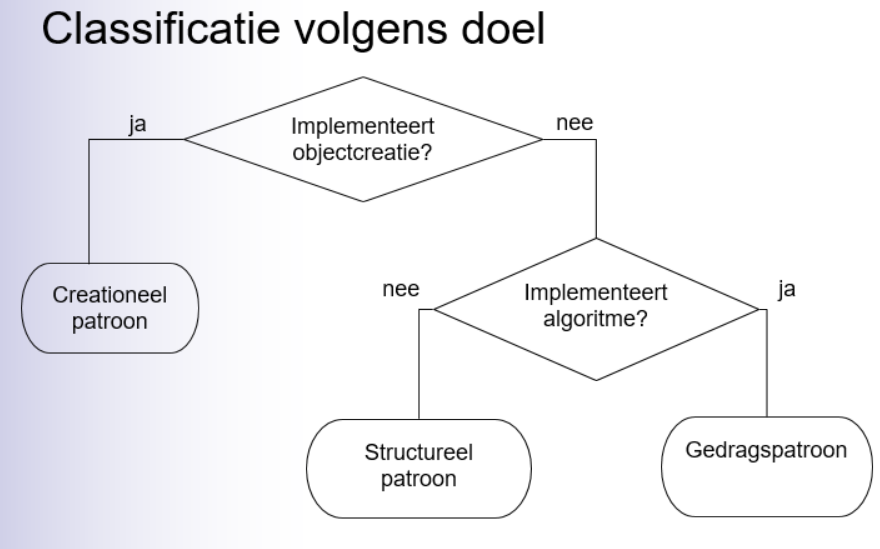 Classificatie volgens doel
ja
Implementeert
objectcreatie?
nee
Creationeel
patroon
nee
Implementeert
algoritme?
ja
Structureel
patroon
Gedragspatroon